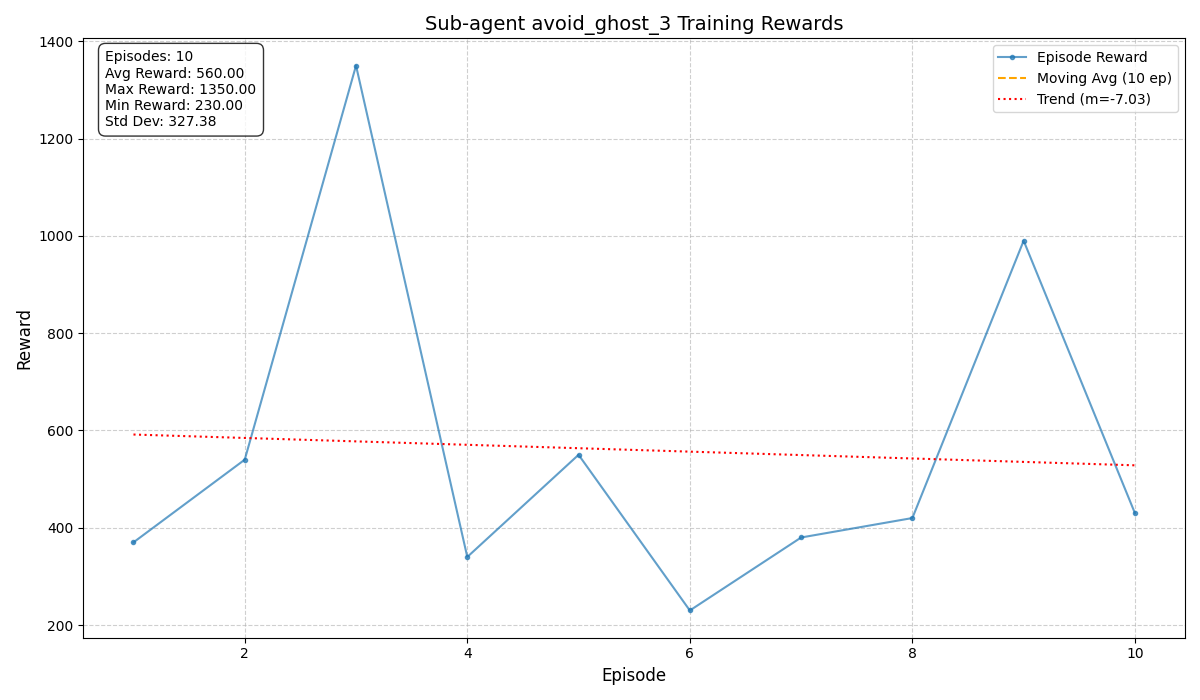 Sub-agent avoid_ghost_3 Training Rewards
Episodes: 10
Avg Reward: 560.00
Max Reward: 1350.00
Min Reward: 230.00
Std Dev: 327.38
Episode Reward
Moving Avg (10 ep)
Trend (m=-7.03)
1400
1200
1000
800
600
400
200
Reward
2
4
6
8
10
Episode